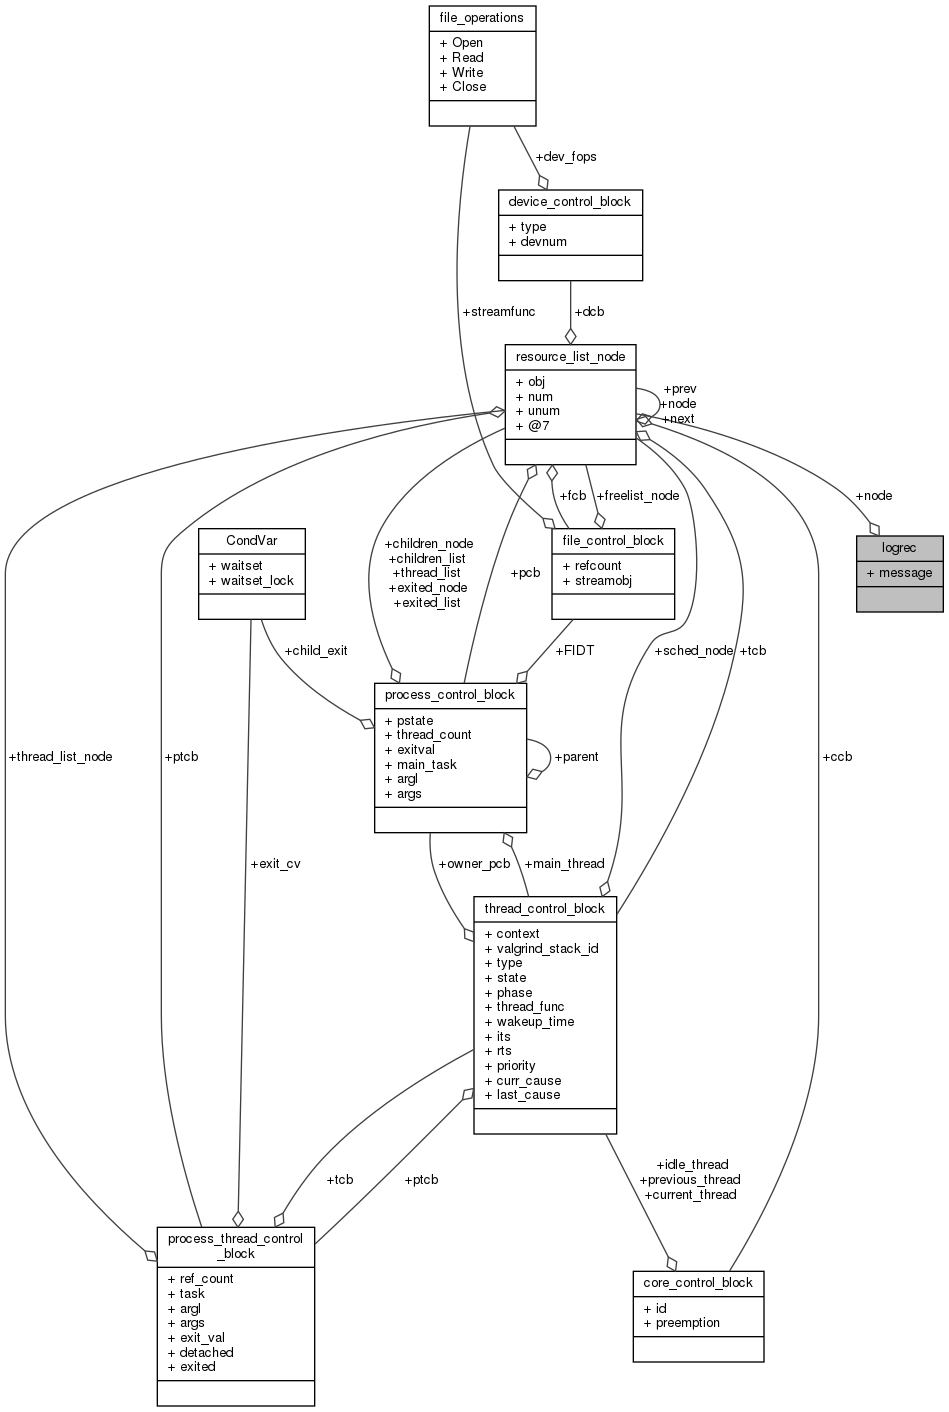 file_operations
+ Open
+ Read
+ Write
+ Close
+dev_fops
device_control_block
+ type
+ devnum
+streamfunc
+dcb
resource_list_node
+ obj
+ num
+ unum
+ @7
+prev
+node
+next
+node
+fcb
+freelist_node
CondVar
+ waitset
+ waitset_lock
file_control_block
+ refcount
+ streamobj
logrec
+ message
+children_node
+children_list
+thread_list
+exited_node
+exited_list
+pcb
+child_exit
+FIDT
+sched_node
+tcb
process_control_block
+ pstate
+ thread_count
+ exitval
+ main_task
+ argl
+ args
+parent
+thread_list_node
+ptcb
+ccb
+exit_cv
+owner_pcb
+main_thread
thread_control_block
+ context
+ valgrind_stack_id
+ type
+ state
+ phase
+ thread_func
+ wakeup_time
+ its
+ rts
+ priority
+ curr_cause
+ last_cause
+tcb
+ptcb
+idle_thread
+previous_thread
+current_thread
process_thread_control
_block
+ ref_count
+ task
+ argl
+ args
+ exit_val
+ detached
+ exited
core_control_block
+ id
+ preemption